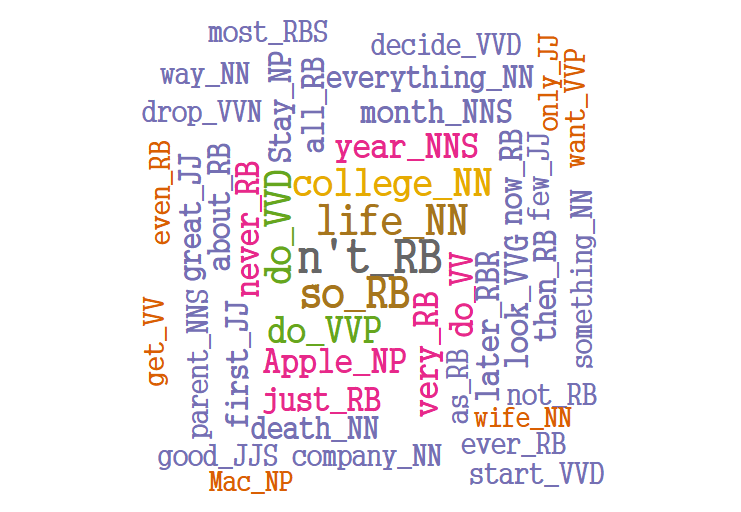 most_RBS
decide_VVD
only_JJ
want_VVP
way_NN
Stay_NP
all_RB
everything_NN
drop_VVN
month_NNS
even_RB
great_JJ
about_RB
never_RB
year_NNS
now_RB
few_JJ
do_VVD
college_NN
life_NN
n't_RB
so_RB
do_VV
later_RBR
look_VVG
then_RB
something_NN
get_VV
parent_NNS
first_JJ
do_VVP
Apple_NP
very_RB
just_RB
as_RB
not_RB
death_NN
wife_NN
ever_RB
good_JJS
company_NN
start_VVD
Mac_NP